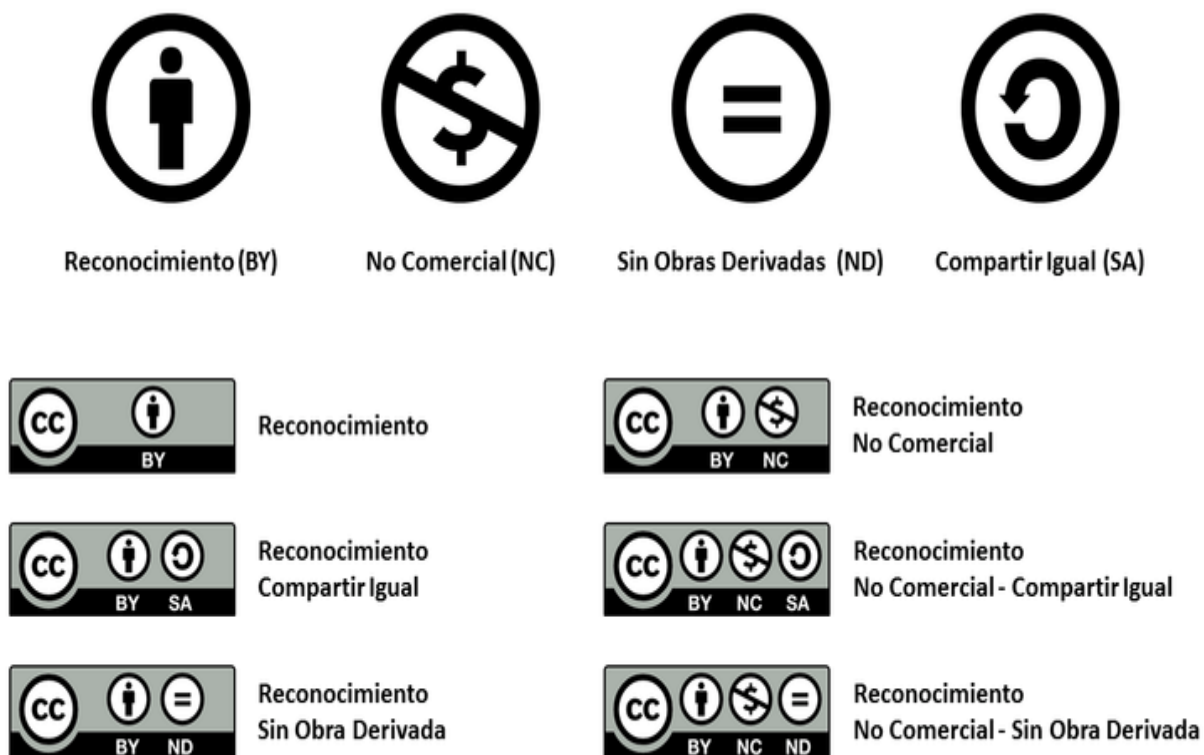 Reconocimiento (BY)
No Comercial (NC)
Sin Obras Derivadas (ND)
Compartir Igual (SA)
CC
BY
Reconocimiento
CC
BY NC
Reconocimiento
No Comercial
CC
BY SA
Reconocimiento
Compartir Igual
CC
BY NC SA
Reconocimiento
No Comercial - Compartir Igual
CC
BY ND
Reconocimiento
Sin Obra Derivada
CC
BY NC ND
Reconocimiento
No Comercial - Sin Obra Derivada